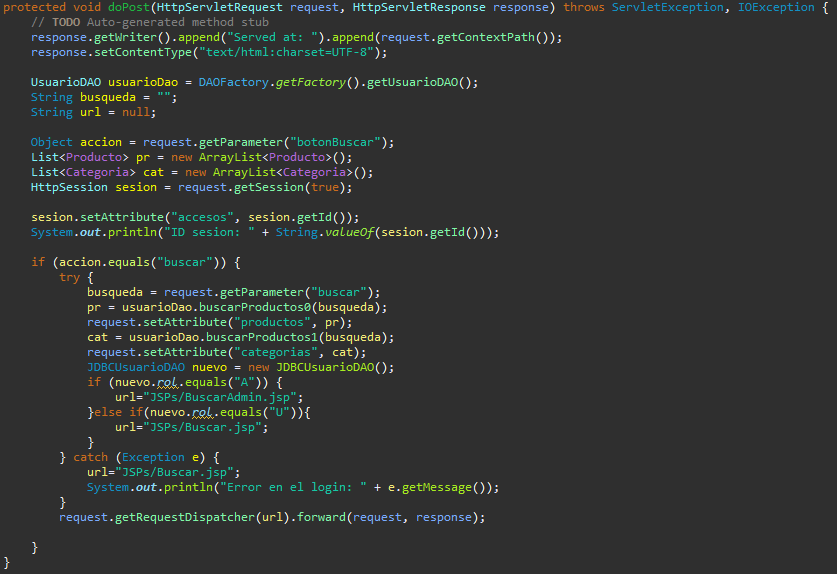 protected void doPost(HttpServletRequest request, HttpServletResponse response) throws ServletException, IOException {
    // TODO Auto-generated method stub
    response.getWriter().append("Served at: ").append(request.getContextPath());
    response.setContentType("text/html:charset=UTF-8");

    UsuarioDAO usuarioDao = DAOFactory.getFactory().getUsuarioDAO();
    String busqueda = "";
    String url = null;

    Object accion = request.getParameter("botonBuscar");
    List<Producto> pr = new ArrayList<Producto>();
    List<Categoria> cat = new ArrayList<Categoria>();
    HttpSession sesion = request.getSession(true);

    sesion.setAttribute("accesos", sesion.getId());
    System.out.println("ID sesion: " + String.valueOf(sesion.getId()));

    if (accion.equals("buscar")) {
        try {
            busqueda = request.getParameter("buscar");
            pr = usuarioDao.buscarProductos0(busqueda);
            request.setAttribute("productos", pr);
            cat = usuarioDao.buscarProductos1(busqueda);
            request.setAttribute("categorias", cat);
            JDBCUsuarioDAO nuevo = new JDBCUsuarioDAO();
            if (nuevo.rol.equals("A")) {
                url="JSPs/BuscarAdmin.jsp";
            }else if(nuevo.rol.equals("U")){
                url="JSPs/Buscar.jsp";
            }
        } catch (Exception e) {
            url="JSPs/Buscar.jsp";
            System.out.println("Error en el login: " + e.getMessage());
        }
        request.getRequestDispatcher(url).forward(request, response);

    }
}